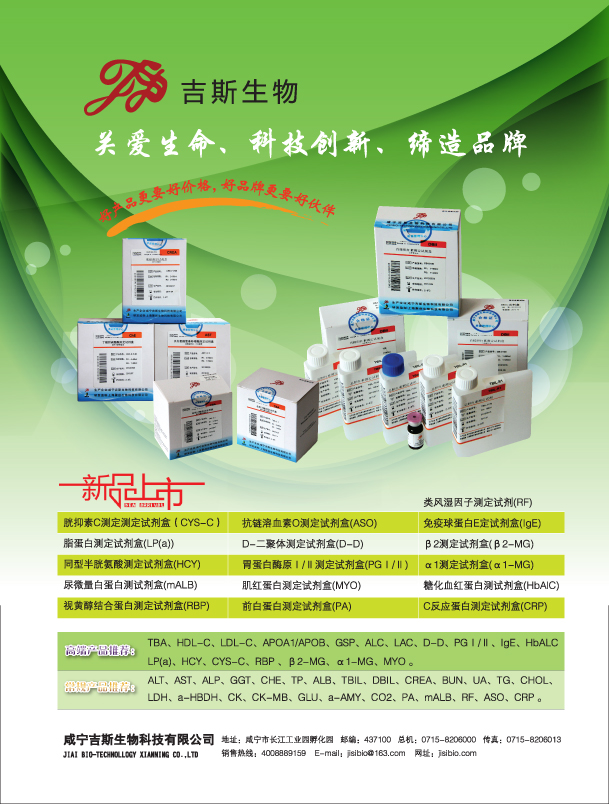 吉斯生物
关爱生命、科技创新、缔造品牌
好产品更要好价格，好品牌更要好伙伴
新品上市
NEW ARRIVAL
类风湿因子测定试剂(RF)
胱抑素C测定测定试剂盒｛CYS-C｝ 抗链溶血素O测定试剂盒(ASO) 免疫球蛋白E定试剂盒(IgE)
脂蛋白测定试剂盒(LP(a)) D-二聚体测定试剂盒(D-D) β2测定试剂盒(β2-MG)
同型半胱氨酸测定试剂盒(HCY) 胃蛋白酶原Ⅰ/Ⅱ测定试剂盒(PGⅠ/Ⅱ) α1测定试剂盒(α1-MG)
尿微量白蛋白测试剂盒(mALB) 肌红蛋白测定试剂盒(MYO) 糖化血红蛋白测试剂盒(HbAlC)
视黄醇结合蛋白测定试剂盒(RBP) 前白蛋白测定试剂盒(PA) C反应蛋白测定试剂盒(CRP)
高端产品推荐：
TBA、HDL-C、LDL-C、APOA1/APOB、GSP、ALC、LAC、D-D、PGⅠ/Ⅱ、IgE、HbALC
LP(a)、HCY、CYS-C、RBP 、β2-MG、α1-MG、MYO 。
常规产品推荐：
ALT、AST、ALP、GGT、CHE、TP、ALB、TBIL、DBIL、CREA、BUN、UA、TG、CHOL、
LDH、a-HBDH、CK、CK-MB、GLU、a-AMY、CO2、PA、mALB、RF、ASO、CRP 。
咸宁吉斯生物科技有限公司
JIAI BIO-TECHNOLLOGY XIANNING CO.,LTD
地址：咸宁市长江工业园孵化园 邮编：437100 总机：0715-8206000 传真：0715-8206013
销售热线：4008889159 E-mail：jisibio@163.com 网址：jisibio.com